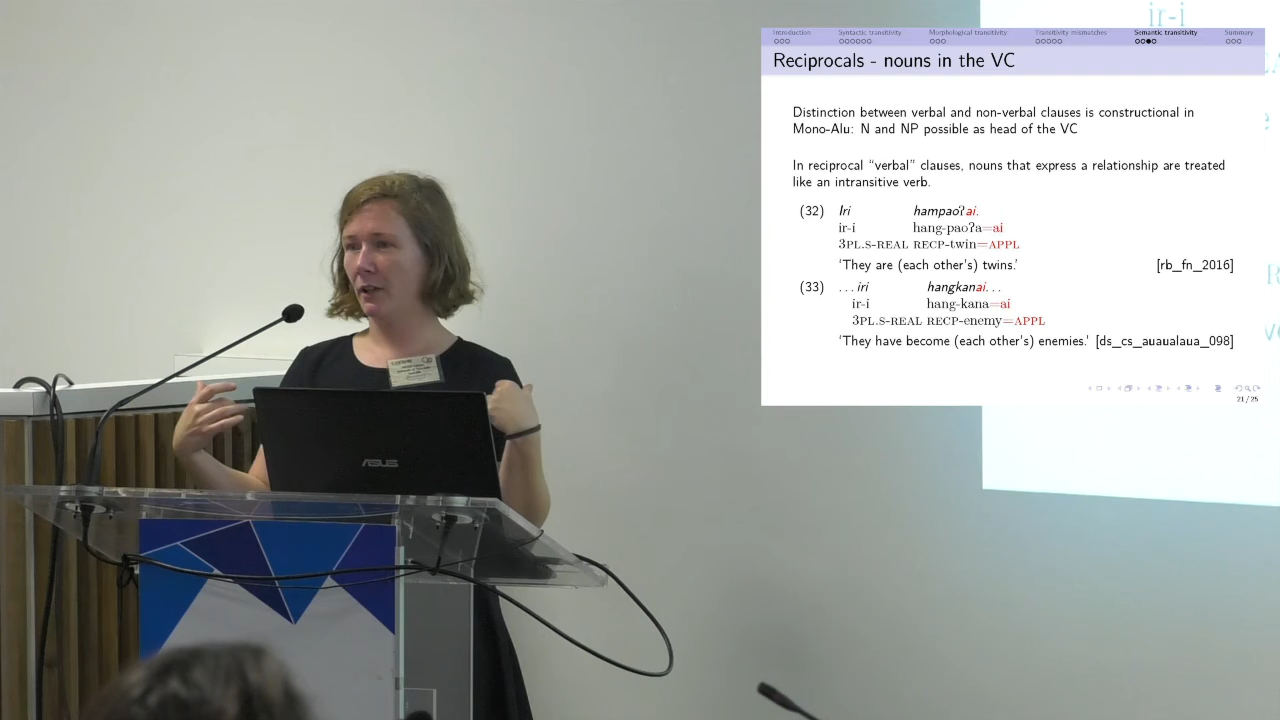 ir-i
Introduction
Syntactic transitivity
Morphological transitivity
Transitivity mismatches
Semantic transitivity
Summary
Reciprocals - nouns in the VC
Distinction between verbal and non-verbal clauses is constructional in
Mono-Alu: N and NP possible as head of the VC
In reciprocal “verbal” clauses, nouns that express a relationship are treated
like an intransitive verb.
(32) Iri hampaoʔai.
ir-i hang-paoʔa=ai
3PL.S-REAL RECP-twin=APPL
‘They are (each other’s) twins.’ [rb_fn_2016]
(33) ...iri hangkanai...
ir-i hang-kana=ai
3PL.S-REAL RECP-enemy=APPL
‘They have become (each other’s) enemies.’ [ds_cs_auaualaua_098]
21 / 25
ASUS